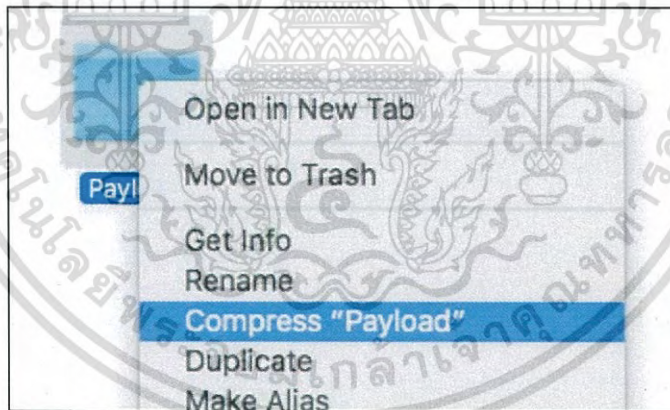 Open in New Tab
Move to Trash
Payl
Get Info
Rename
Compress "Payload"
Duplicate
Make Alias